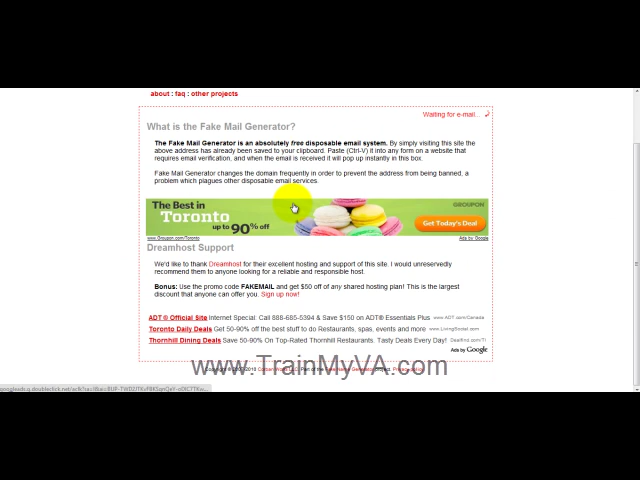 about : faq : other projects
Waiting for e-mail...
What is the Fake Mail Generator?
The Fake Mail Generator is an absolutely free disposable email system. By simply visiting this site the
above address has already been saved to your clipboard. Paste (Ctrl-V) it into any form on a website that
requires email verification, and when the email is received it will pop up instantly in this box.
Fake Mail Generator changes the domain frequently in order to prevent the address from being banned, a
problem which plagues other disposable email services.
The Best in
Toronto
up to 90% off
GROUPON
Get Today's Deal
www.Groupon.com/Toronto
Ads by Google
Dreamhost Support
We'd like to thank Dreamhost for their excellent hosting and support of this site. I would unreservedly
recommend them to anyone looking for a reliable and responsible host.
Bonus: Use the promo code FAKEMAIL and get $50 off of any shared hosting plan! This is the largest
discount that anyone can offer you. Sign up now!
ADT® Official Site Internet Special: Call 888-685-5394 & Save $150 on ADT® Essentials Plus www.ADT.com/Canada
Toronto Daily Deals Get 50-90% off the best stuff to do Restaurants, spas, events and more www.LivingSocial.com
Thornhill Dining Deals Save 50-90% On Top-Rated Thornhill Restaurants. Tasty Deals Every Day!
Ads by Google
www.TrainMyVA.com